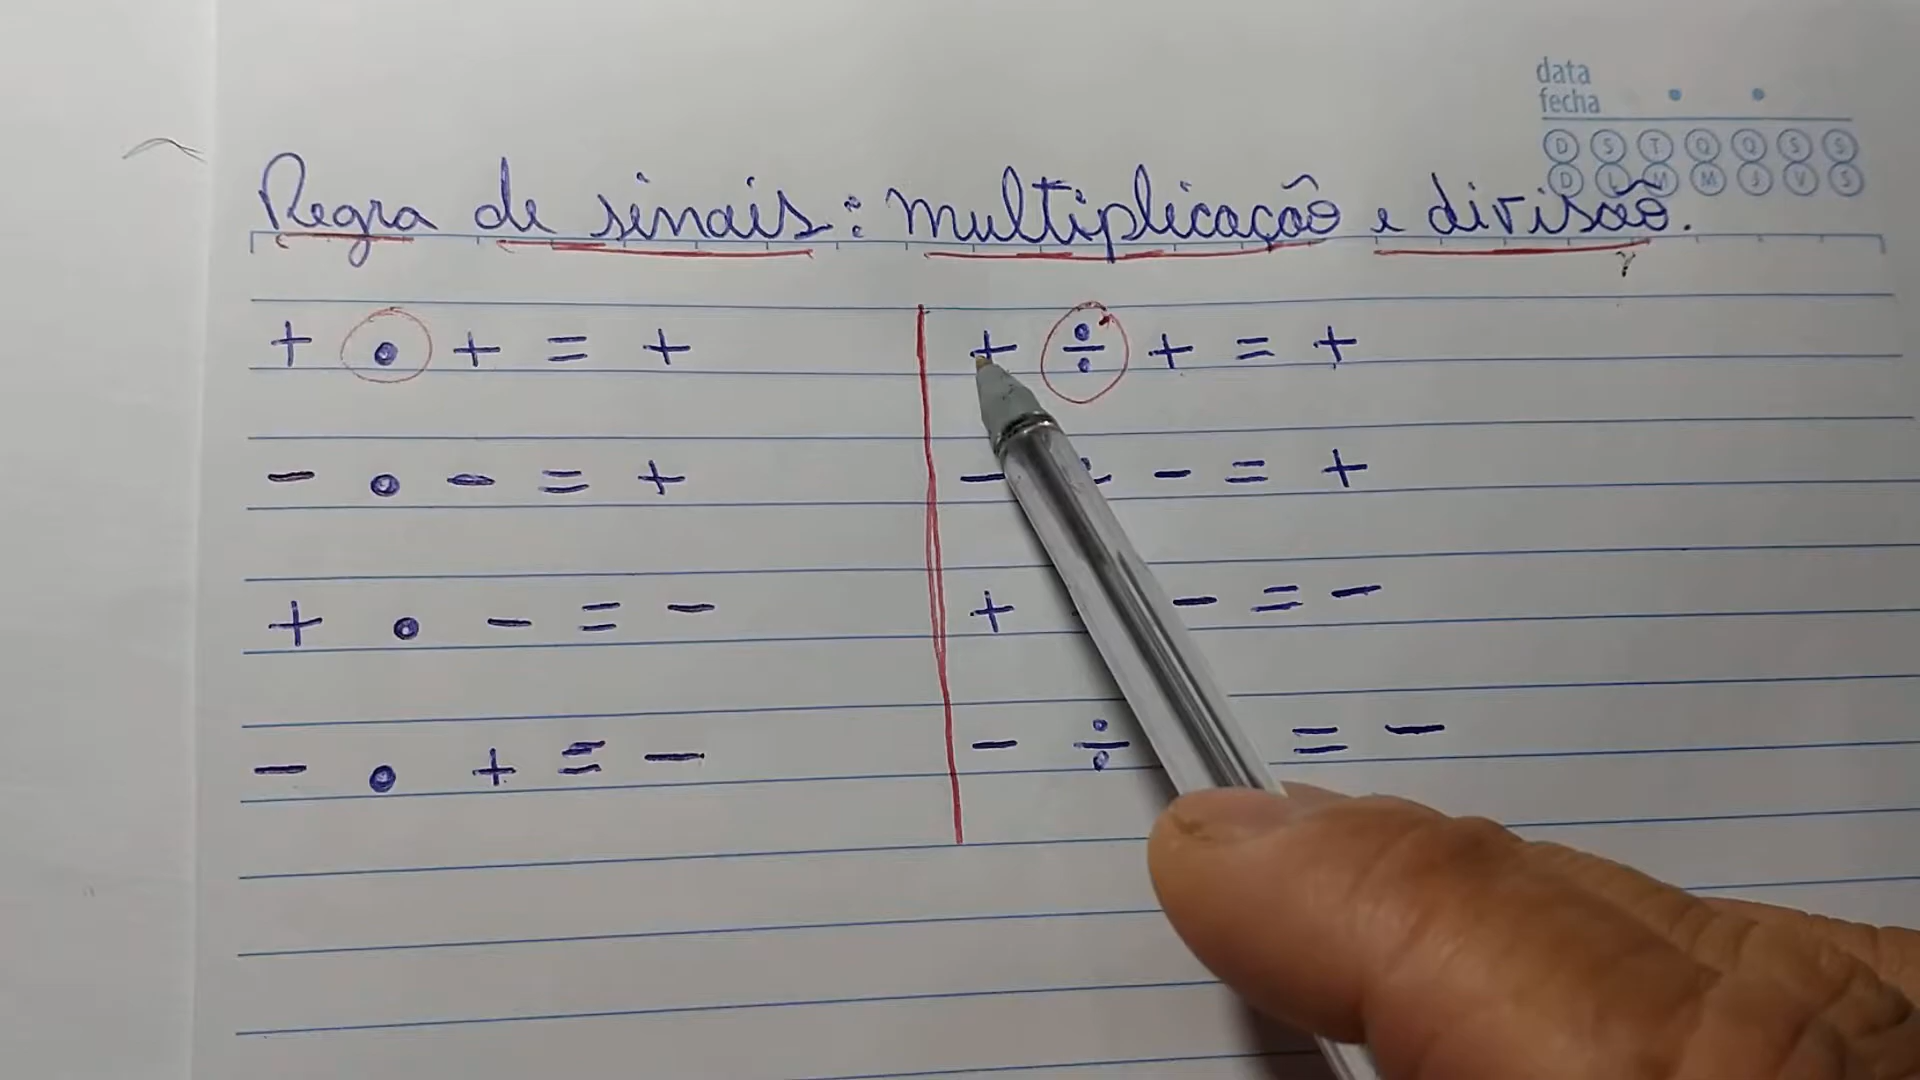 data
fecha
D S T Q Q S S
D L M M J V S
Regra de sinais: multiplicação e divisão.
+ • + = +
+ ÷ + = +
- • - = +
- ÷ - = +
+ • - = -
+ - = -
- • + = -
- ÷ = -